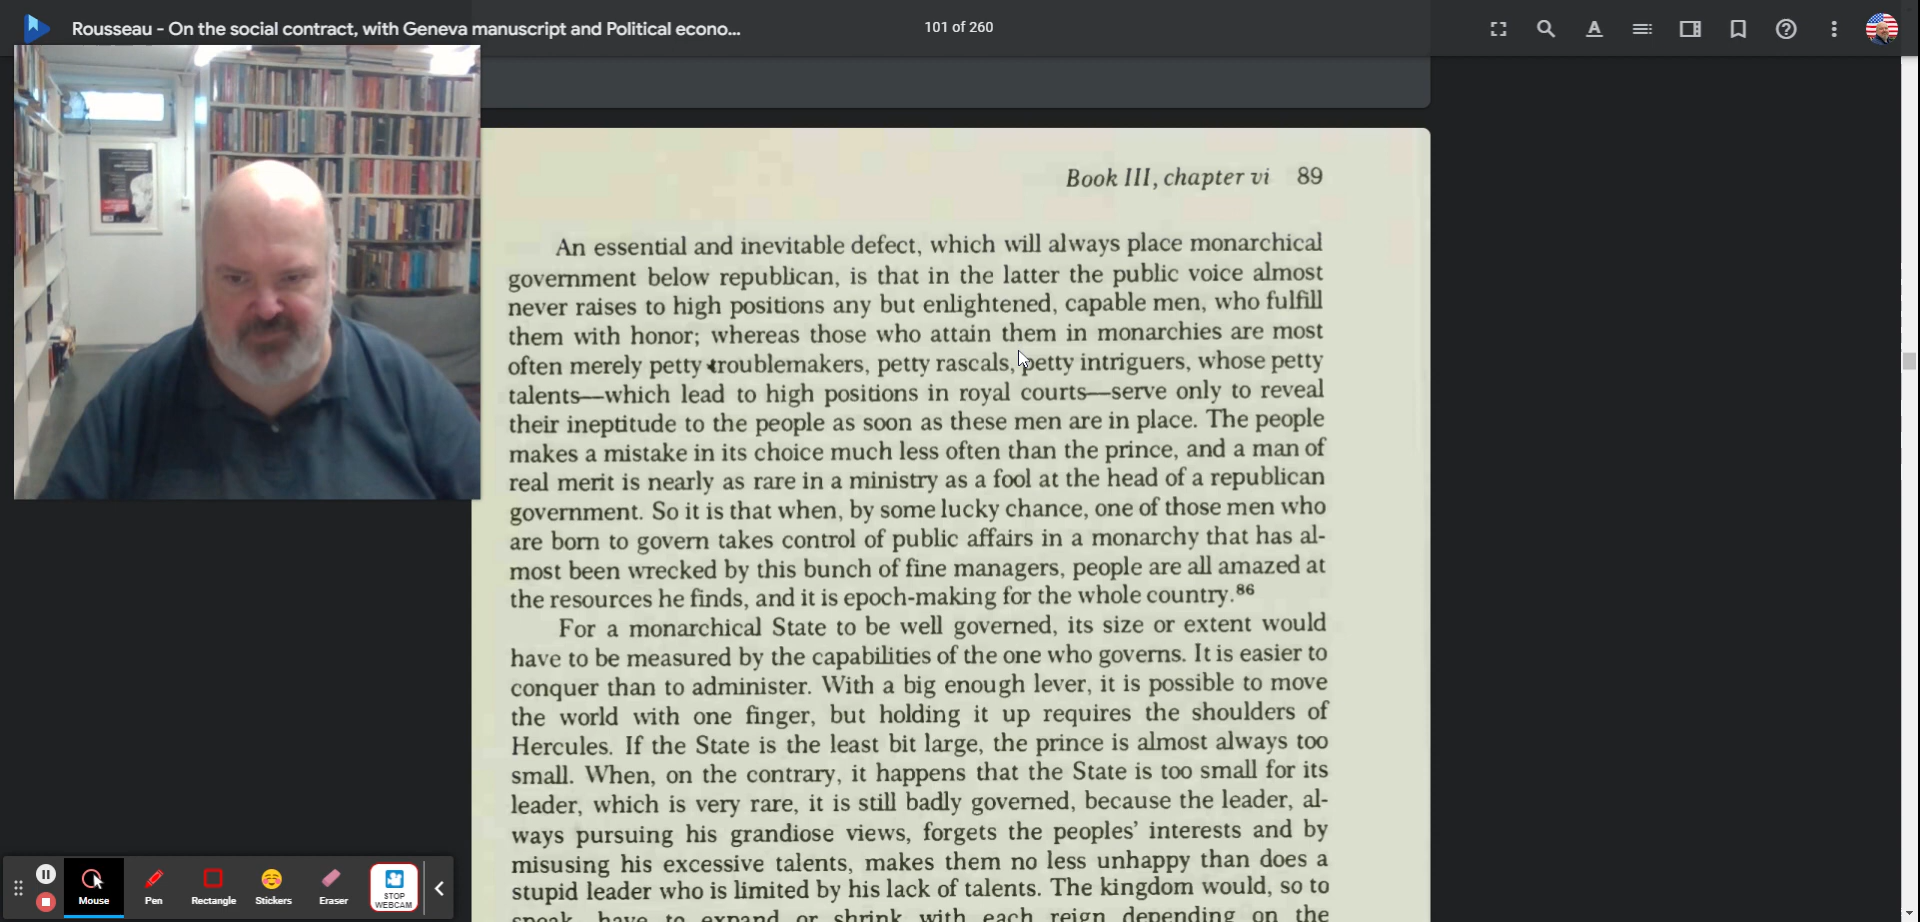 Rousseau - On the social contract, with Geneva manuscript and Political econo...
101 of 260
Book III, chapter vi 89
An essential and inevitable defect, which will always place monarchical
government below republican, is that in the latter the public voice almost
never raises to high positions any but enlightened, capable men, who fulfill
them with honor; whereas those who attain them in monarchies are most
often merely petty troublemakers, petty rascals, petty intriguers, whose petty
talents—which lead to high positions in royal courts—serve only to reveal
their ineptitude to the people as soon as these men are in place. The people
makes a mistake in its choice much less often than the prince, and a man of
real merit is nearly as rare in a ministry as a fool at the head of a republican
government. So it is that when, by some lucky chance, one of those men who
are born to govern takes control of public affairs in a monarchy that has al-
most been wrecked by this bunch of fine managers, people are all amazed at
the resources he finds, and it is epoch-making for the whole country.86
For a monarchical State to be well governed, its size or extent would
have to be measured by the capabilities of the one who governs. It is easier to
conquer than to administer. With a big enough lever, it is possible to move
the world with one finger, but holding it up requires the shoulders of
Hercules. If the State is the least bit large, the prince is almost always too
small. When, on the contrary, it happens that the State is too small for its
leader, which is very rare, it is still badly governed, because the leader, al-
ways pursuing his grandiose views, forgets the peoples' interests and by
misusing his excessive talents, makes them no less unhappy than does a
stupid leader who is limited by his lack of talents. The kingdom would, so to
speak, have to expand or shrink with each reign depending on the
Mouse
Pen
Rectangle
Stickers
Eraser
STOP
WEBCAM